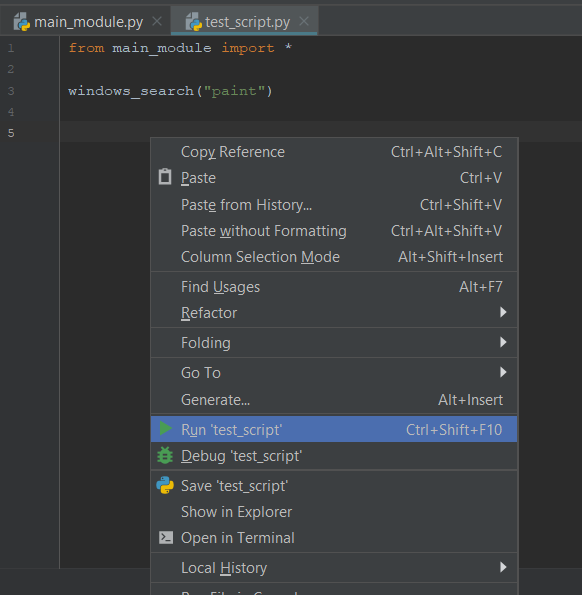 main_module.py test_script.py
1 from main_module import *
2
3 windows_search("paint")
4
5
Copy Reference Ctrl+Alt+Shift+C
Paste Ctrl+V
Paste from History... Ctrl+Shift+V
Paste without Formatting Ctrl+Alt+Shift+V
Column Selection Mode Alt+Shift+Insert
Find Usages Alt+F7
Refactor
Folding
Go To
Generate... Alt+Insert
Run 'test_script' Ctrl+Shift+F10
Debug 'test_script'
Save 'test_script'
Show in Explorer
Open in Terminal
Local History